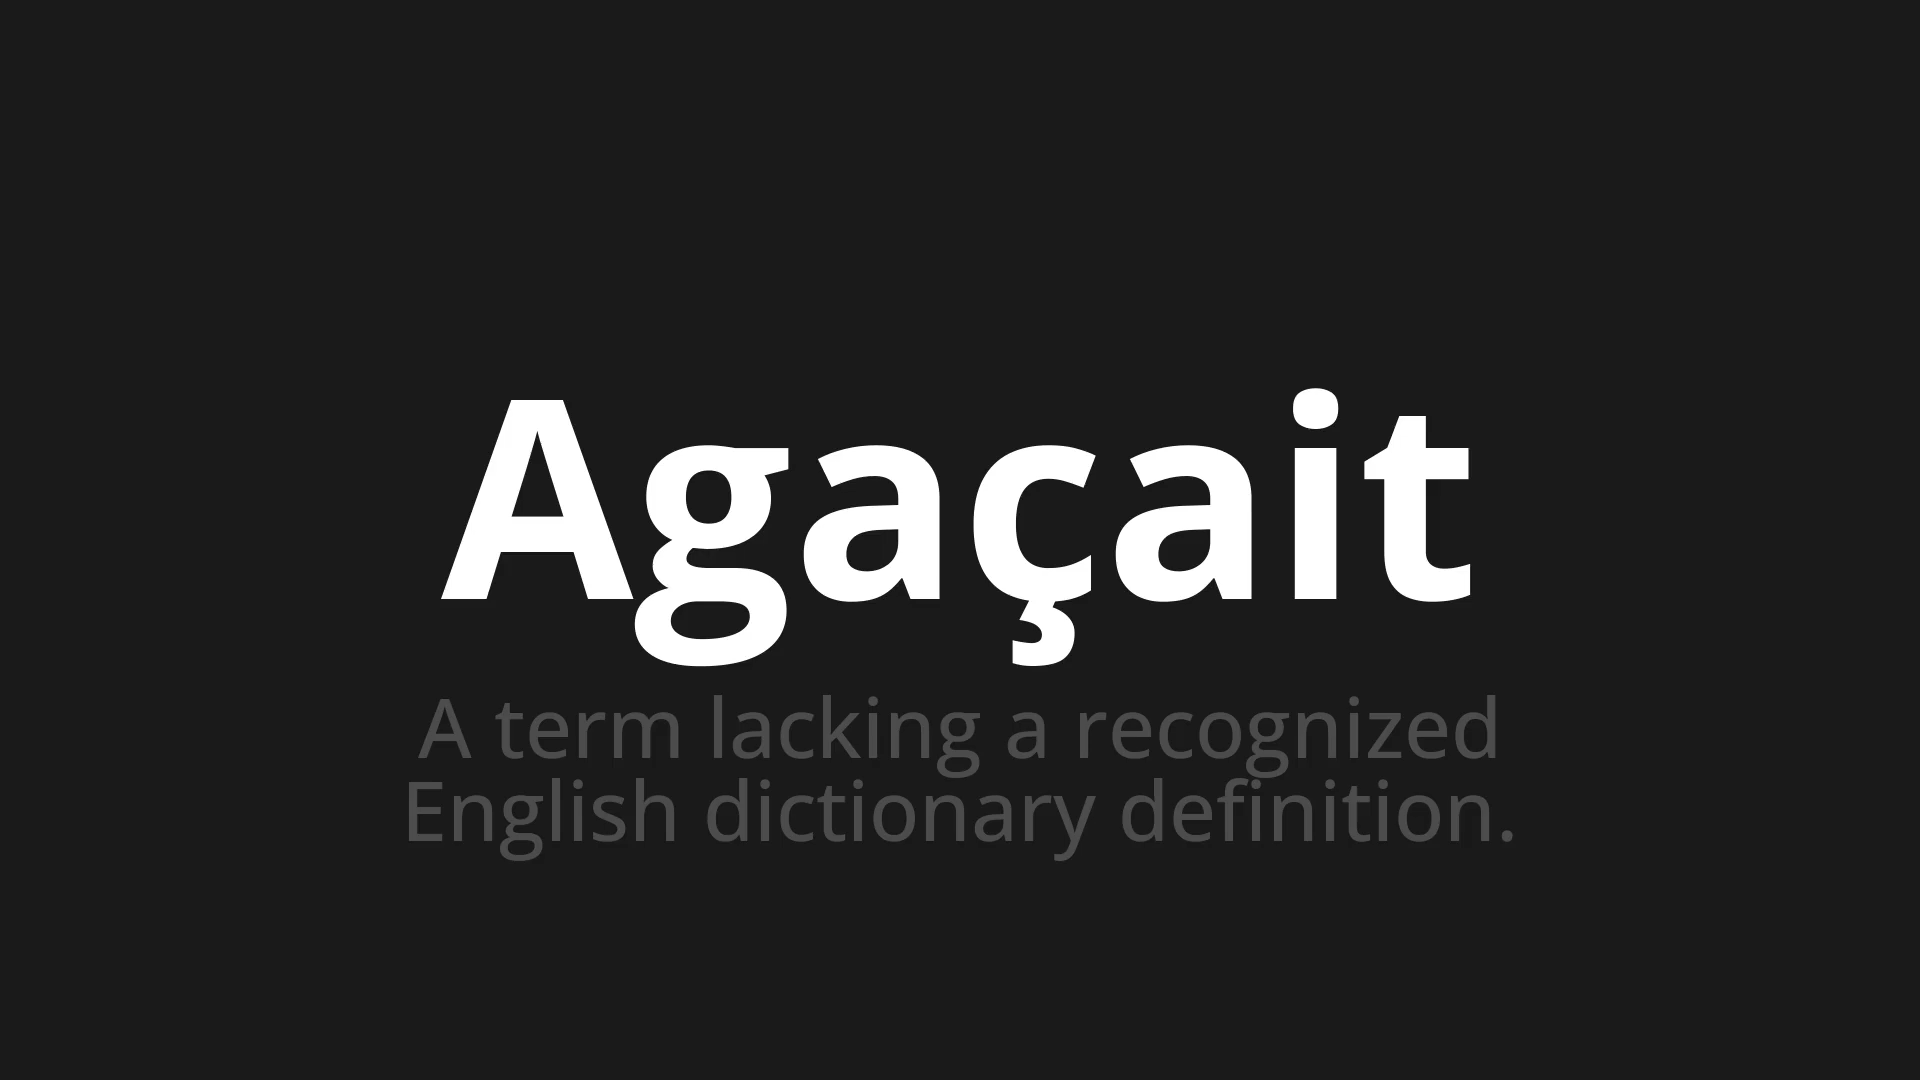 Agaçait
A term lacking a recognized
English dictionary definition.